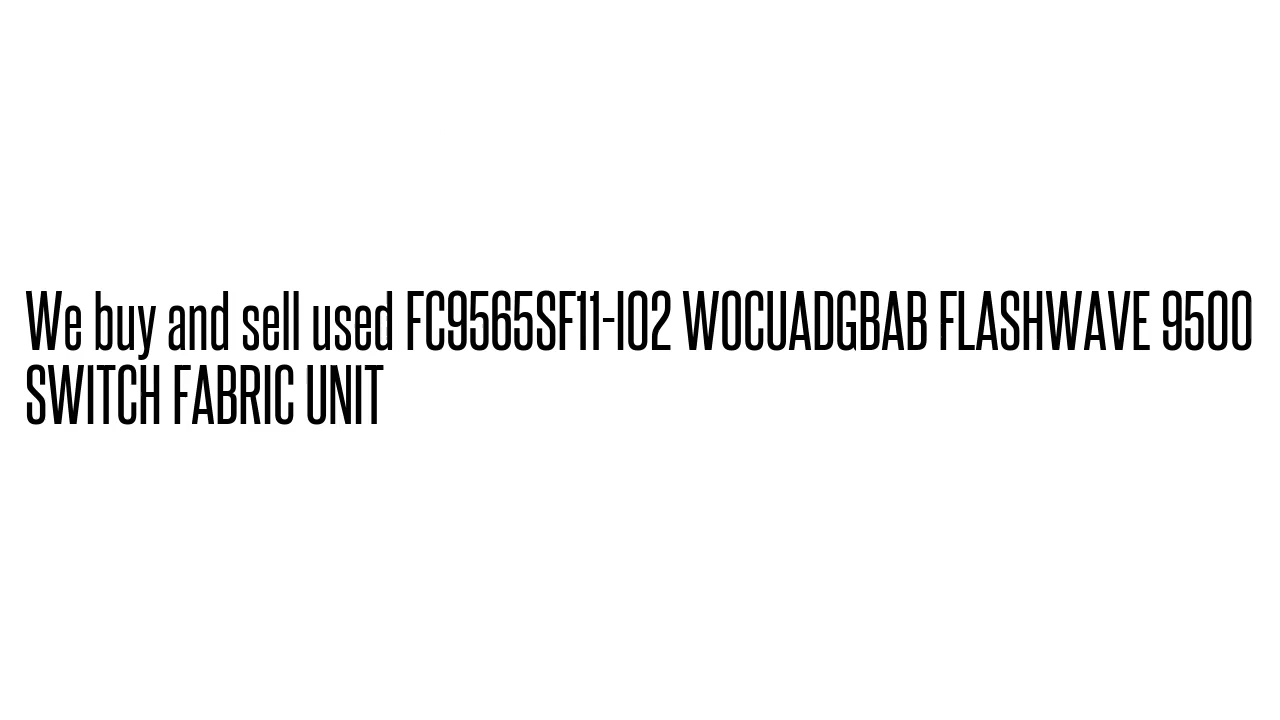 We buy and sell used FC9565SF11-I02 WOCUADGBAB FLASHWAVE 9500
SWITCH FABRIC UNIT